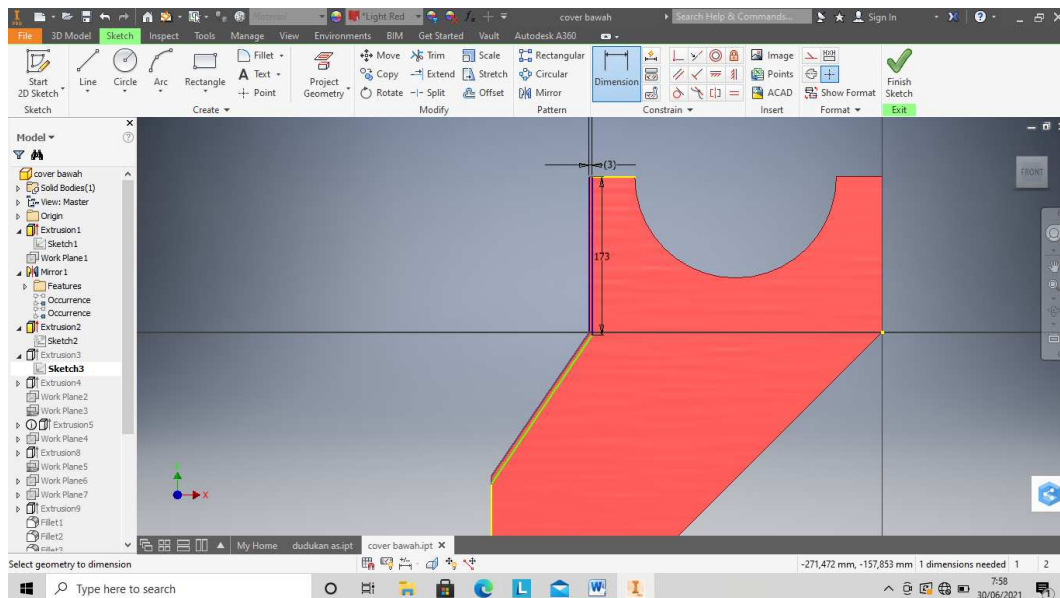 PRO
Material
*Light Red
cover bawah
Search Help & Commands...
Sign In
File 3D Model Sketch Inspect Tools Manage View Environments BIM Get Started Vault Autodesk A360
Start
2D Sketch
Line
Circle
Arc
Rectangle
Fillet
Text
Point
Project
Geometry
Move Trim Scale
Copy Extend Stretch
Rotate Split Offset
Rectangular
Circular
Mirror
Dimension
Image
Points
ACAD
Show Format
Finish
Sketch
Sketch Create Modify Pattern Constrain Insert Format Exit
Model
cover bawah
Solid Bodies(1)
View: Master
Origin
Extrusion1
Sketch1
Work Plane1
Mirror1
Features
Occurrence
Occurrence
Extrusion2
Sketch2
Extrusion3
Sketch3
Extrusion4
Work Plane2
Work Plane3
Extrusion5
Work Plane4
Extrusion8
Work Plane5
Work Plane6
Work Plane7
Extrusion9
Fillet1
Fillet2
Fillet3
(3)
173
FRONT
X
My Home dudukan as.ipt cover bawah.ipt
Select geometry to dimension
-271,472 mm, -157,853 mm 1 dimensions needed 1 2
Type here to search
7:58
30/06/2021